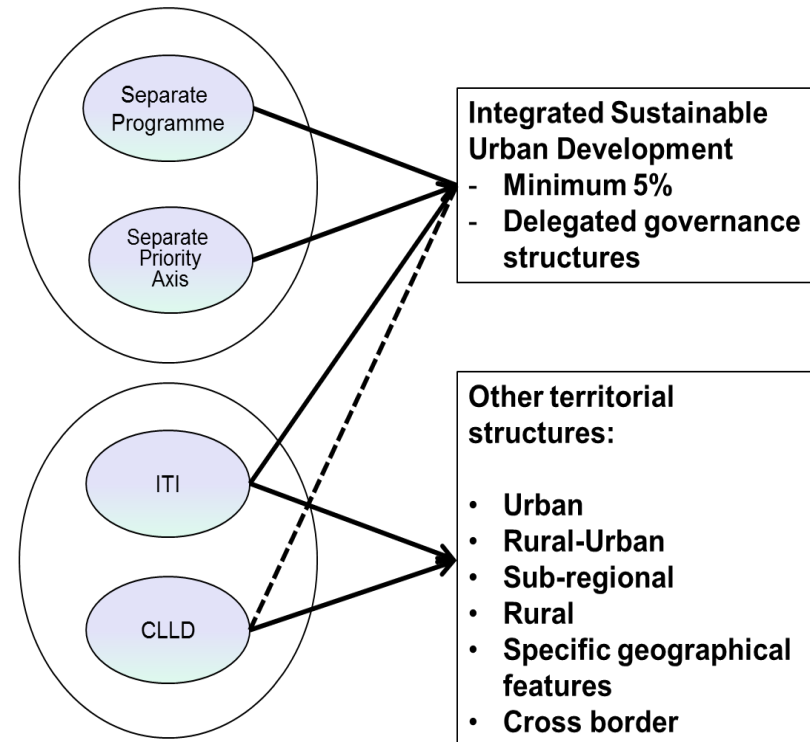 Separate
Programme
Separate
Priority
Axis
ITI
CLLD
Integrated Sustainable
Urban Development
- Minimum 5%
- Delegated governance
structures
Other territorial
structures:
• Urban
• Rural-Urban
• Sub-regional
• Rural
• Specific geographical
features
• Cross border